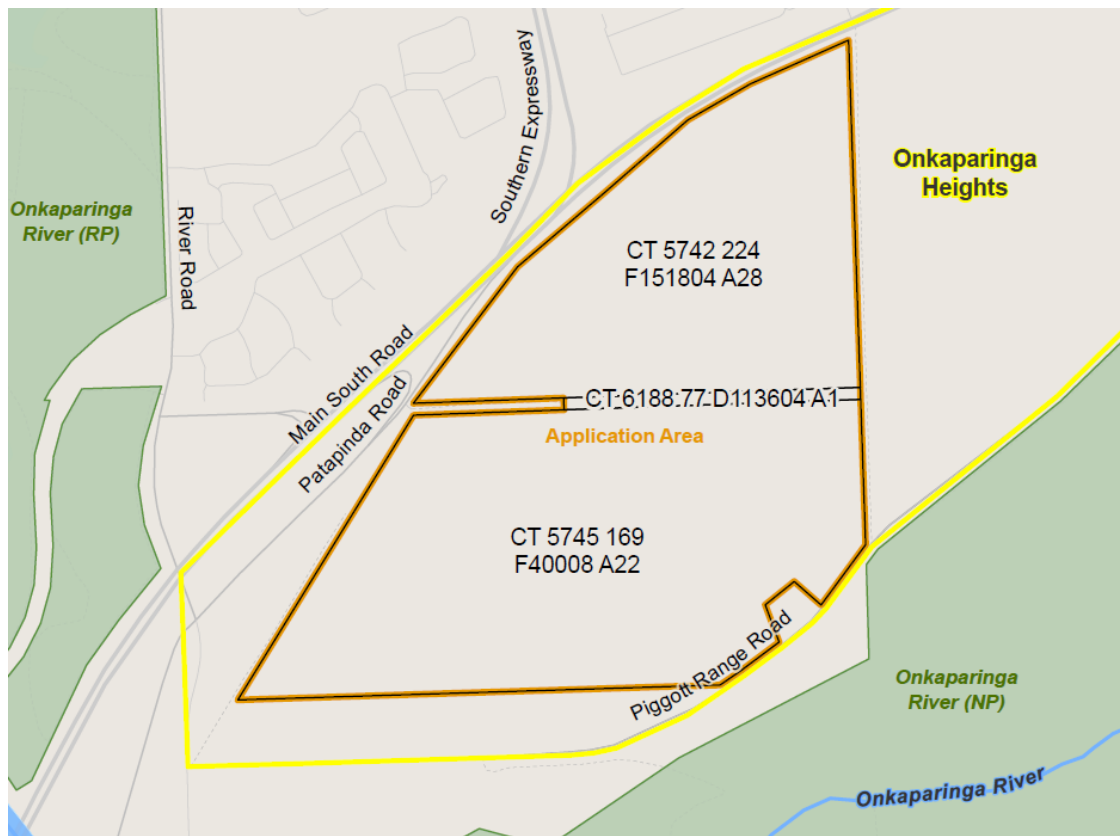 Southern Expressway
Onkaparinga
Heights
Onkaparinga
River (RP)
River Road
CT 5742 224
F151804 A28
Main South Road
Patapinda Road
CT 6188 77 D113604 A1
Application Area
CT 5745 169
F40008 A22
Piggott Range Road
Onkaparinga
River (NP)
Onkaparinga River